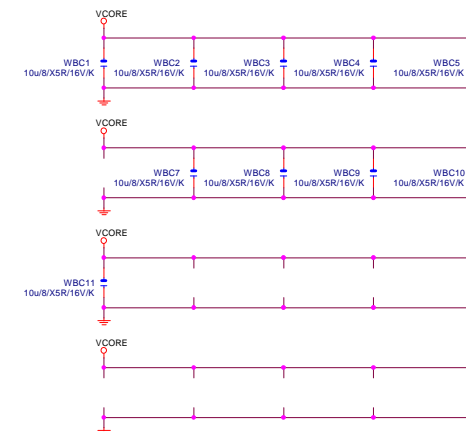 VCORE
WBC1 WBC2 WBC3 WBC4 WBC5
10u/8/X5R/16V/K 10u/8/X5R/16V/K 10u/8/X5R/16V/K 10u/8/X5R/16V/K 10u/8/X5R/16V/K
VCORE
WBC7 WBC8 WBC9 WBC10
10u/8/X5R/16V/K 10u/8/X5R/16V/K 10u/8/X5R/16V/K 10u/8/X5R/16V/K
VCORE
WBC11
10u/8/X5R/16V/K
VCORE